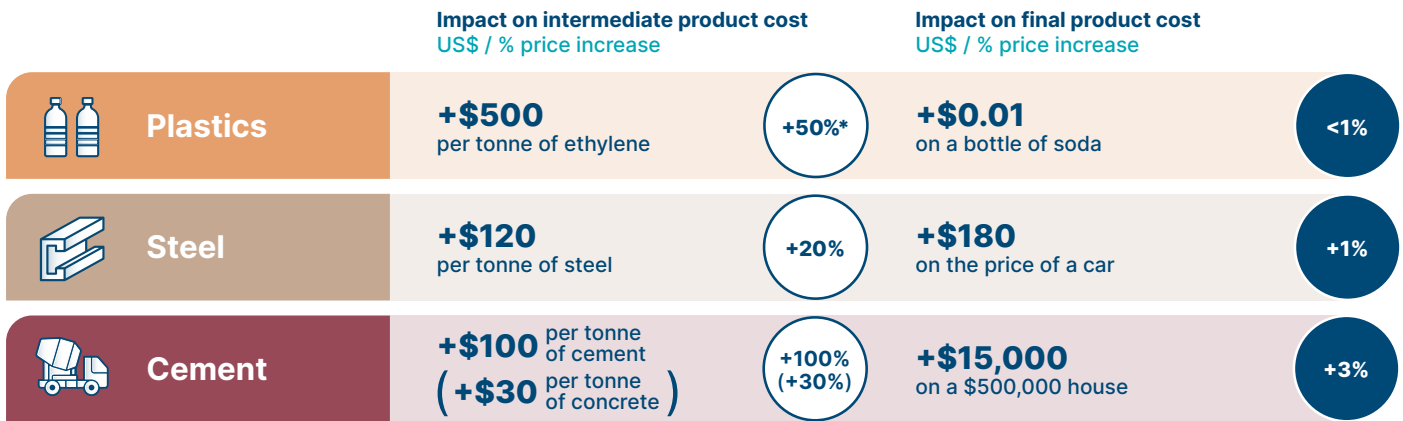 Impact on intermediate product cost
US$ / % price increase
Impact on final product cost
US$ / % price increase
Plastics
+$500
per tonne of ethylene
+50%*
+$0.01
on a bottle of soda
<1%
Steel
+$120
per tonne of steel
+20%
+$180
on the price of a car
+1%
Cement
+$100 per tonne
of cement
(+$30 per tonne
of concrete)
+100%
(+30%)
+$15,000
on a $500,000 house
+3%